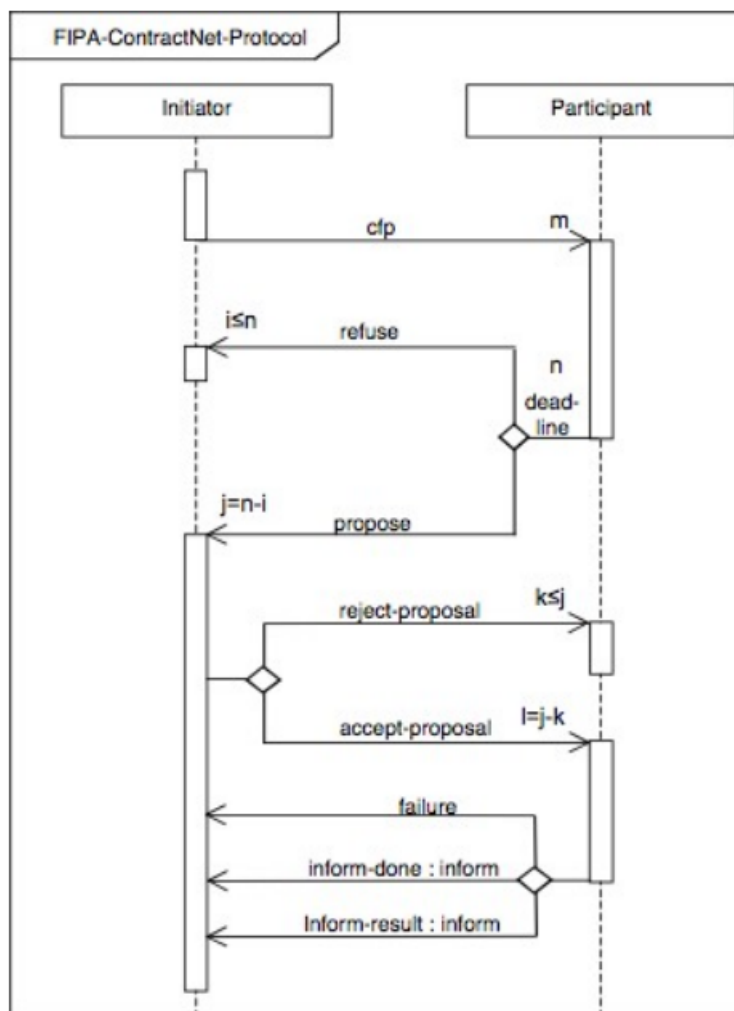 FIPA-ContractNet-Protocol
Initiator
Participant
cfp
m
i≤n
refuse
n
dead-
line
j=n-i
propose
reject-proposal
k≤j
accept-proposal
l=j-k
failure
inform-done : inform
Inform-result : inform